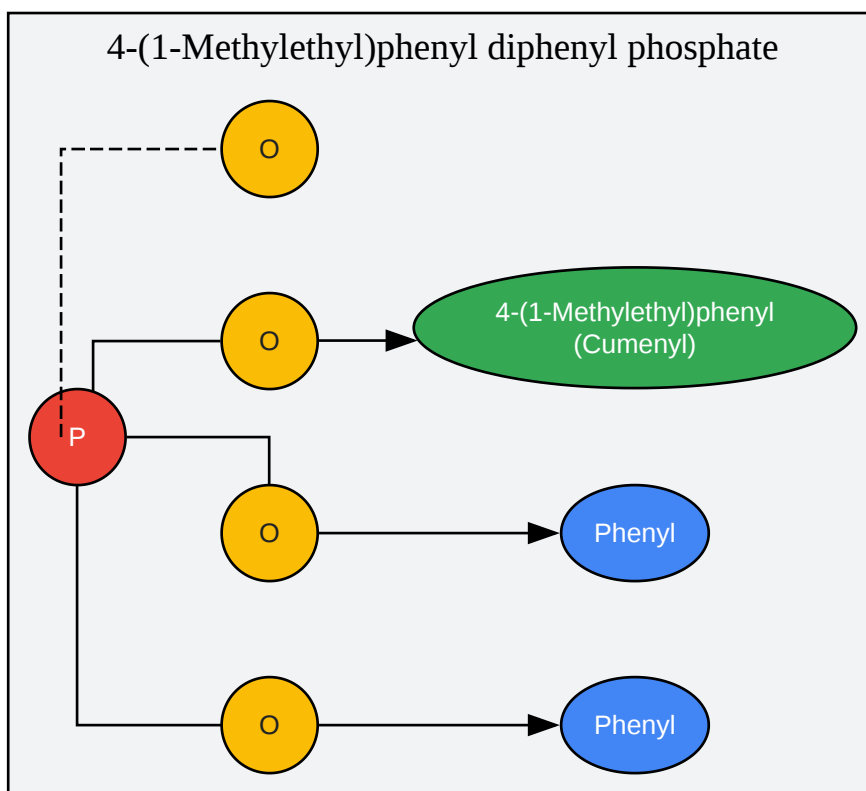 4-(1-Methylethyl)phenyl diphenyl phosphate
O
O
4-(1-Methylethyl)phenyl
(Cumenyl)
P
O
Phenyl
O
Phenyl